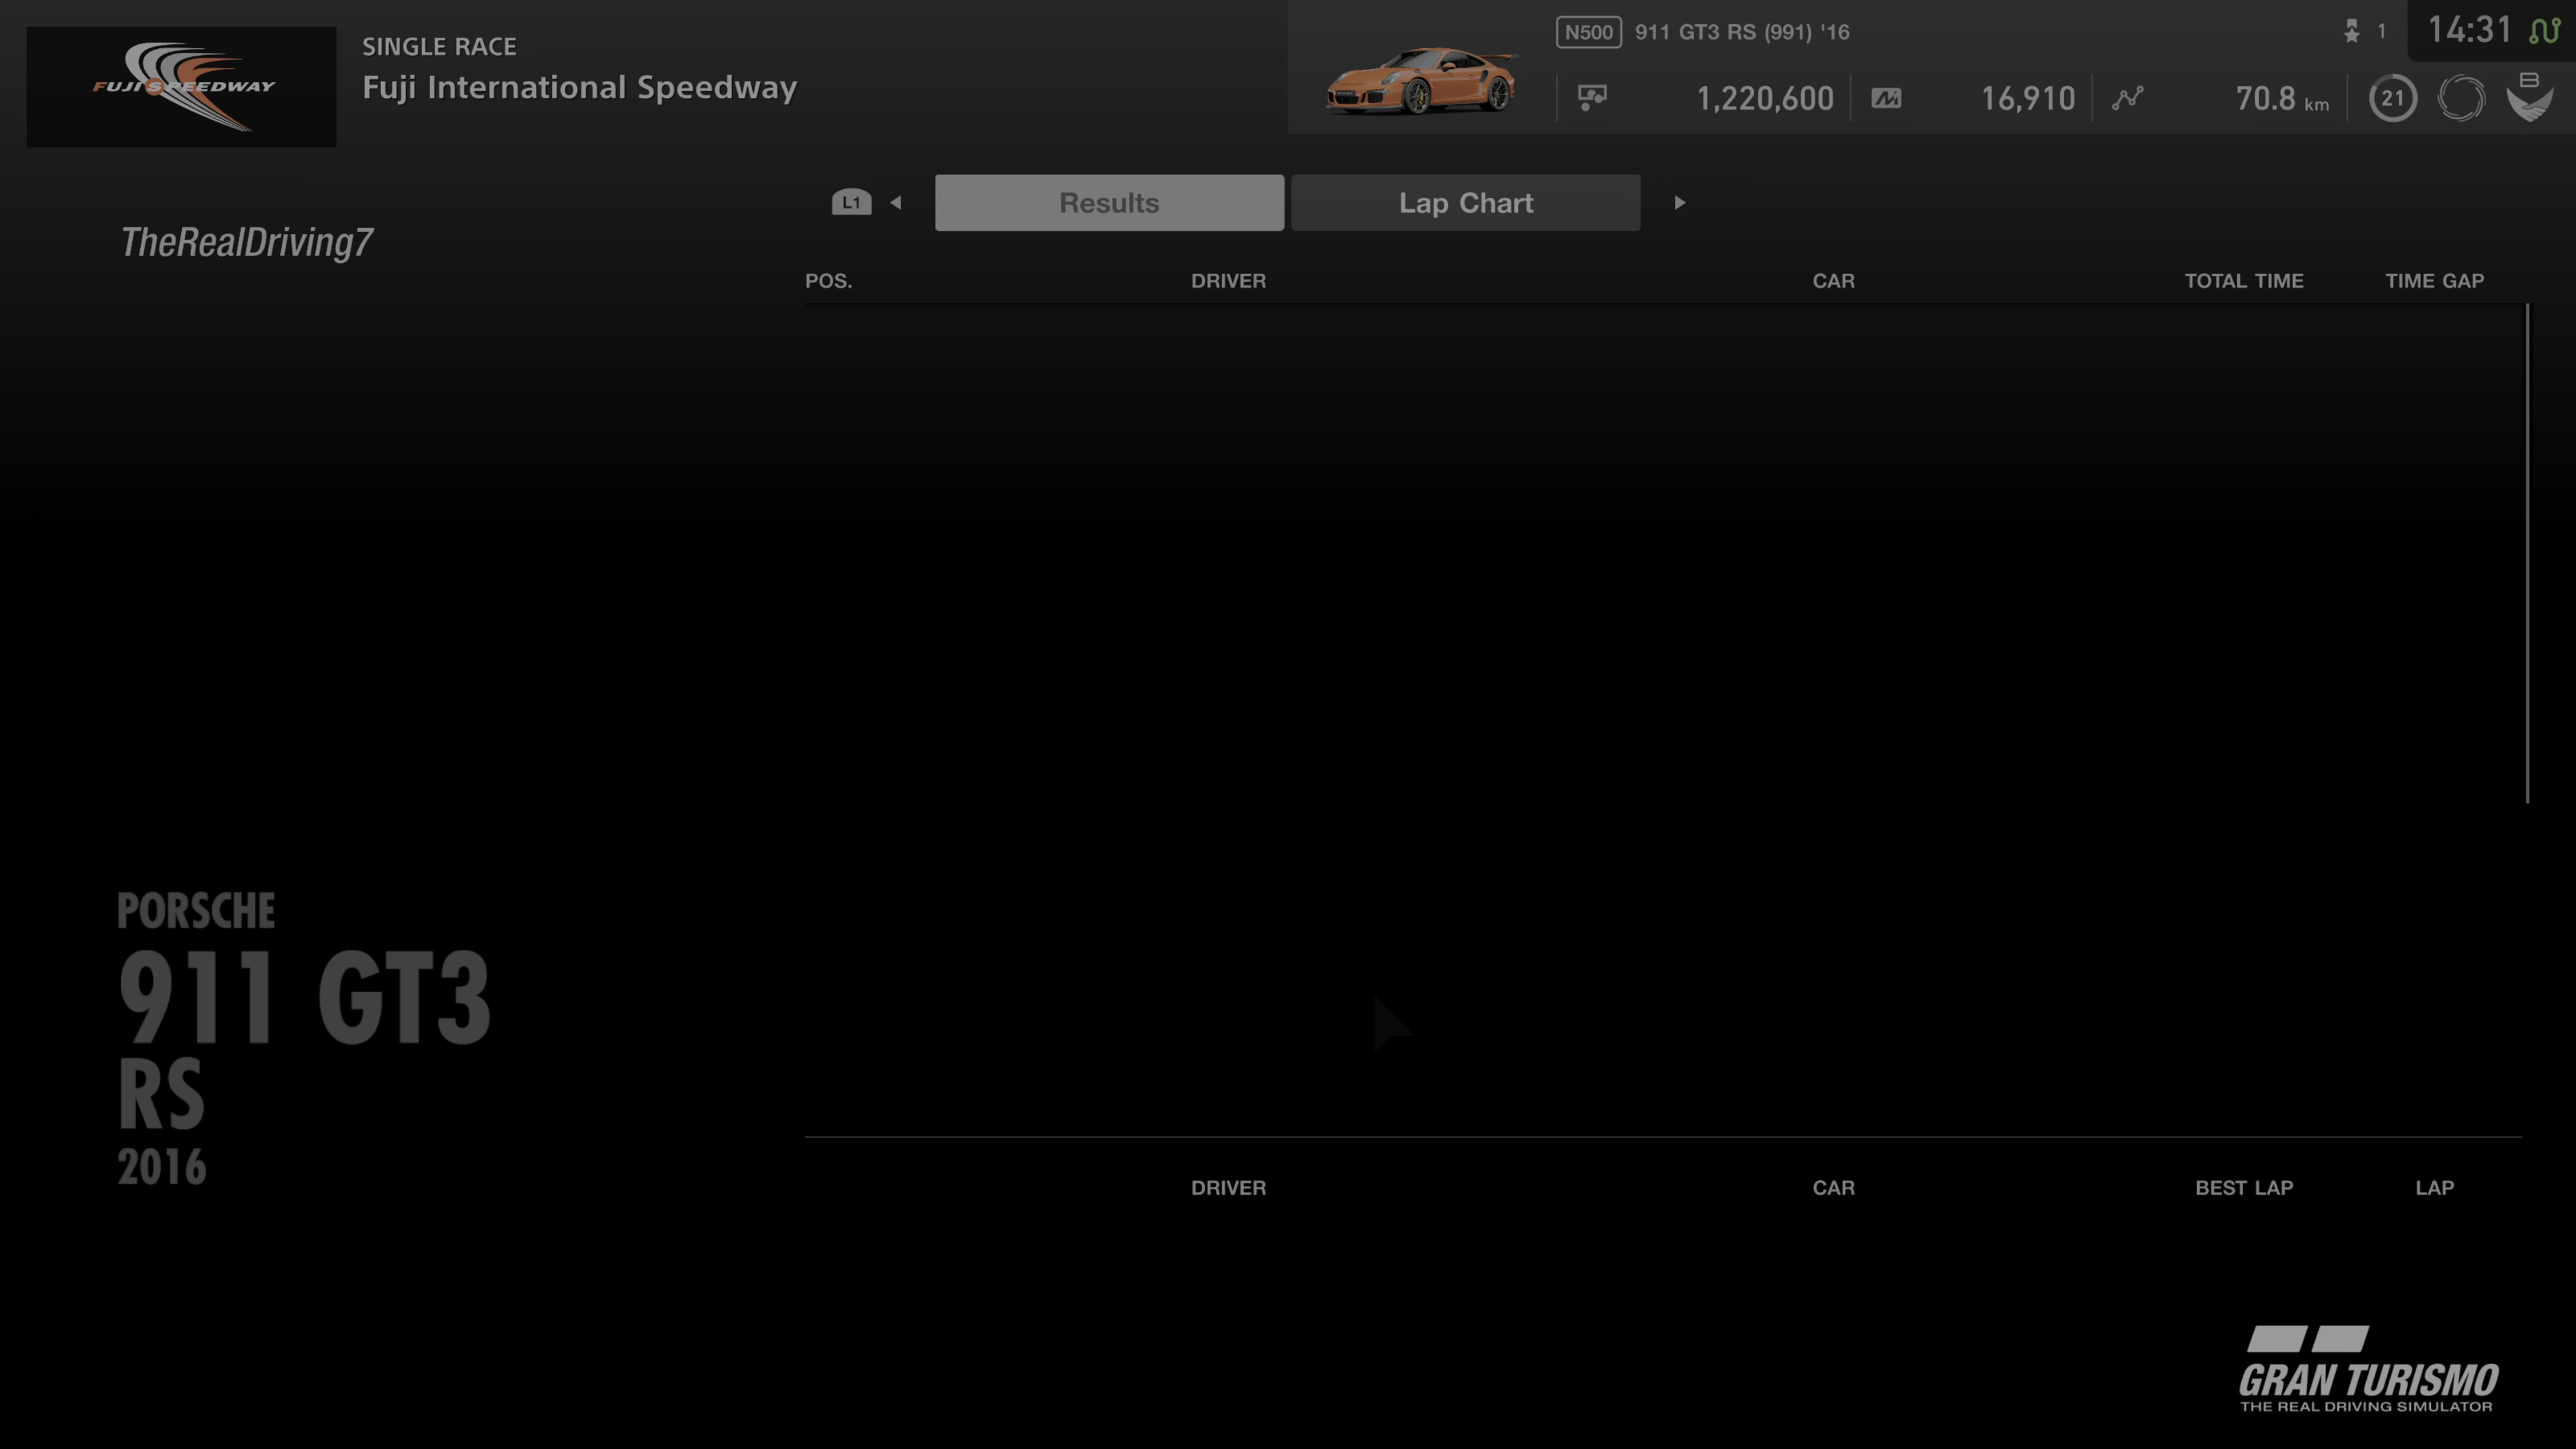 FUJI SPEEDWAY
SINGLE RACE
Fuji International Speedway
N500 911 GT3 RS (991) '16
1
14:31
1,220,600
16,910
70.8 km
21
B
L1
Results
Lap Chart
TheRealDriving7
POS. DRIVER CAR TOTAL TIME TIME GAP
PORSCHE
911 GT3
RS
2016
DRIVER CAR BEST LAP LAP
GRAN TURISMO
THE REAL DRIVING SIMULATOR